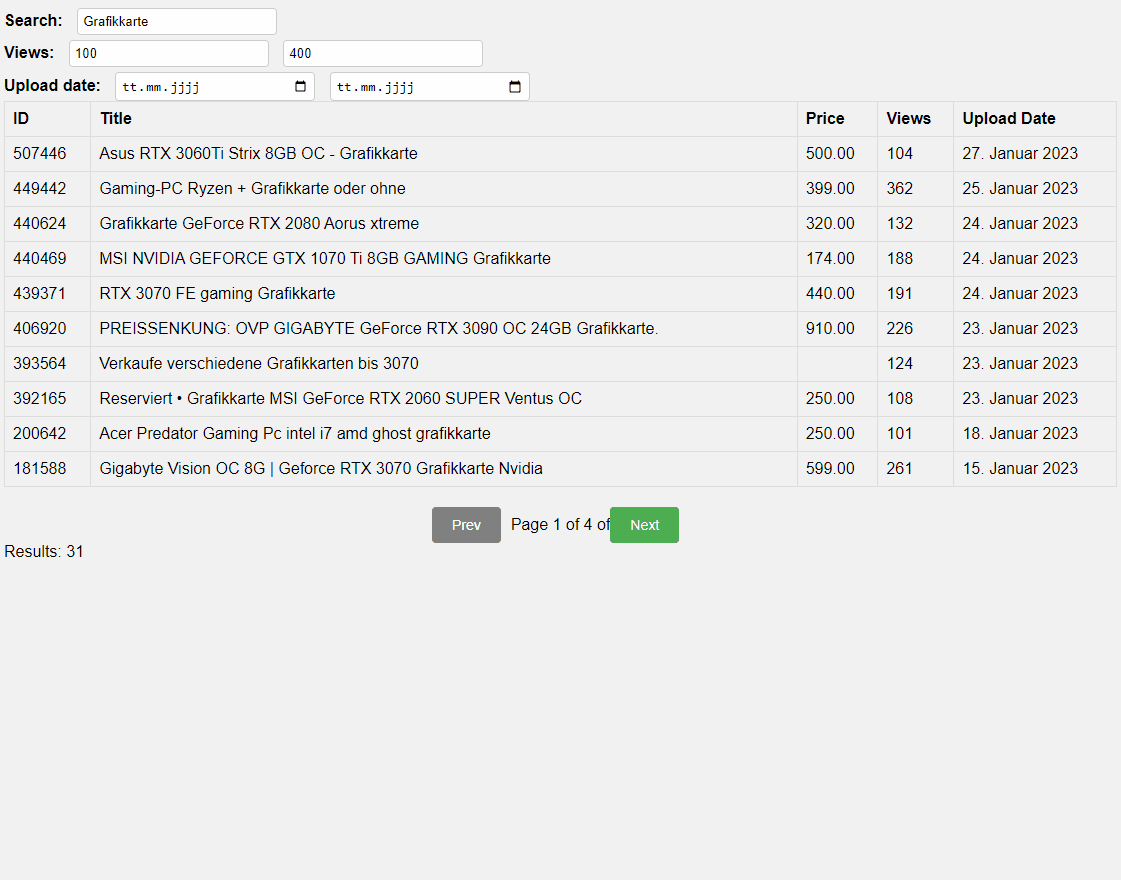 Search: Grafikkarte
Views: 100 400
Upload date: tt.mm.jjjj tt.mm.jjjj
ID Title Price Views Upload Date
507446 Asus RTX 3060Ti Strix 8GB OC - Grafikkarte 500.00 104 27. Januar 2023
449442 Gaming-PC Ryzen + Grafikkarte oder ohne 399.00 362 25. Januar 2023
440624 Grafikkarte GeForce RTX 2080 Aorus xtreme 320.00 132 24. Januar 2023
440469 MSI NVIDIA GEFORCE GTX 1070 Ti 8GB GAMING Grafikkarte 174.00 188 24. Januar 2023
439371 RTX 3070 FE gaming Grafikkarte 440.00 191 24. Januar 2023
406920 PREISSENKUNG: OVP GIGABYTE GeForce RTX 3090 OC 24GB Grafikkarte. 910.00 226 23. Januar 2023
393564 Verkaufe verschiedene Grafikkarten bis 3070 124 23. Januar 2023
392165 Reserviert • Grafikkarte MSI GeForce RTX 2060 SUPER Ventus OC 250.00 108 23. Januar 2023
200642 Acer Predator Gaming Pc intel i7 amd ghost grafikkarte 250.00 101 18. Januar 2023
181588 Gigabyte Vision OC 8G | Geforce RTX 3070 Grafikkarte Nvidia 599.00 261 15. Januar 2023
Prev Page 1 of 4 of Next
Results: 31